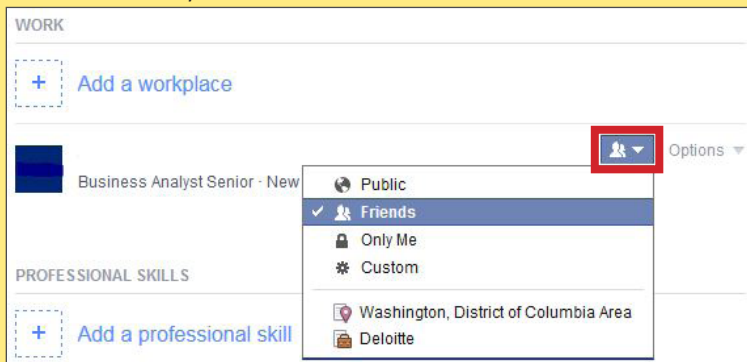 WORK
+ Add a workplace
Options
Business Analyst Senior · New
Public
Friends
Only Me
Custom
PROFESSIONAL SKILLS
Washington, District of Columbia Area
+ Add a professional skill
Deloitte